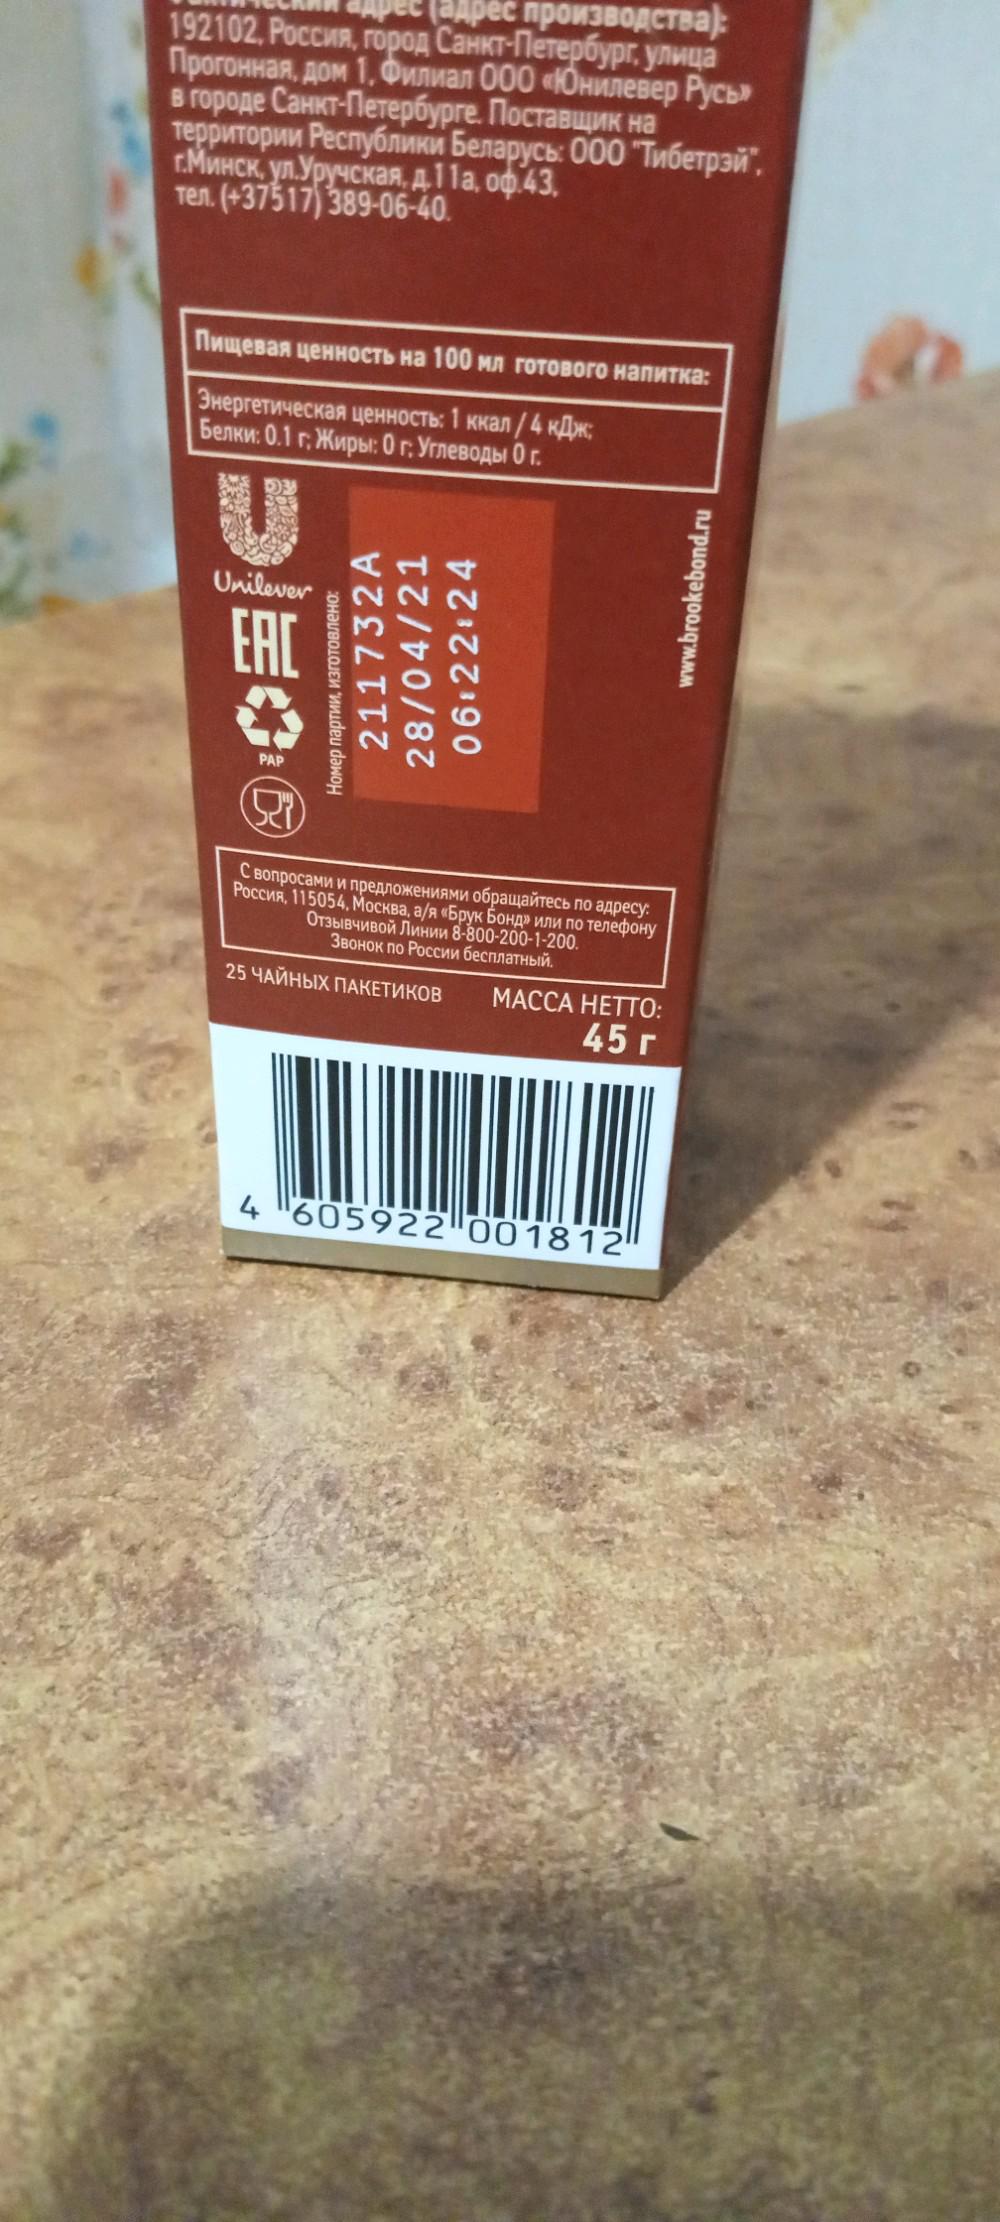 Фактический адрес (адрес производства):
192102, Россия, город Санкт-Петербург, улица
Прогонная, дом 1, Филиал ООО «Юнилевер Русь»
в городе Санкт-Петербурге. Поставщик на
территории Республики Беларусь: ООО "Тибетрэй",
г.Минск, ул.Уручская, д.11а, оф.43,
тел. (+37517) 389-06-40.
Пищевая ценность на 100 мл готового напитка:
Энергетическая ценность: 1 ккал / 4 кДж;
Белки: 0.1 г; Жиры: 0 г; Углеводы 0 г.
Unilever
EAC
PAP
Номер партии, изготовлено:
211732A
28/04/21
06:22:24
www.brookebond.ru
С вопросами и предложениями обращайтесь по адресу:
Россия, 115054, Москва, а/я «Брук Бонд» или по телефону
Отзывчивой Линии 8-800-200-1-200.
Звонок по России бесплатный.
25 ЧАЙНЫХ ПАКЕТИКОВ
МАССА НЕТТО:
45 г
4 605922 001812